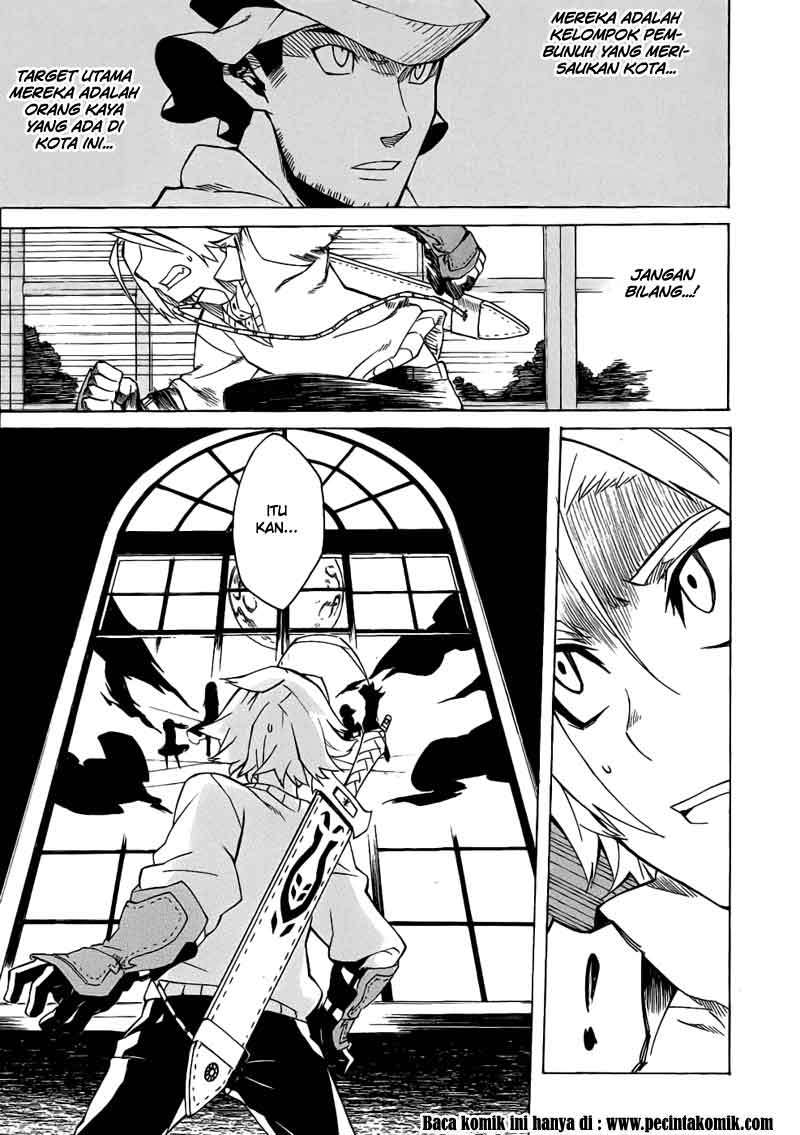 MEREKA ADALAH
KELOMPOK PEM-
BUNUH YANG MERI-
SAUKAN KOTA...
TARGET UTAMA
MEREKA ADALAH
ORANG KAYA
YANG ADA DI
KOTA INI...
JANGAN
BILANG...!
ITU
KAN...
Baca komik ini hanya di : www.pecintakomik.com